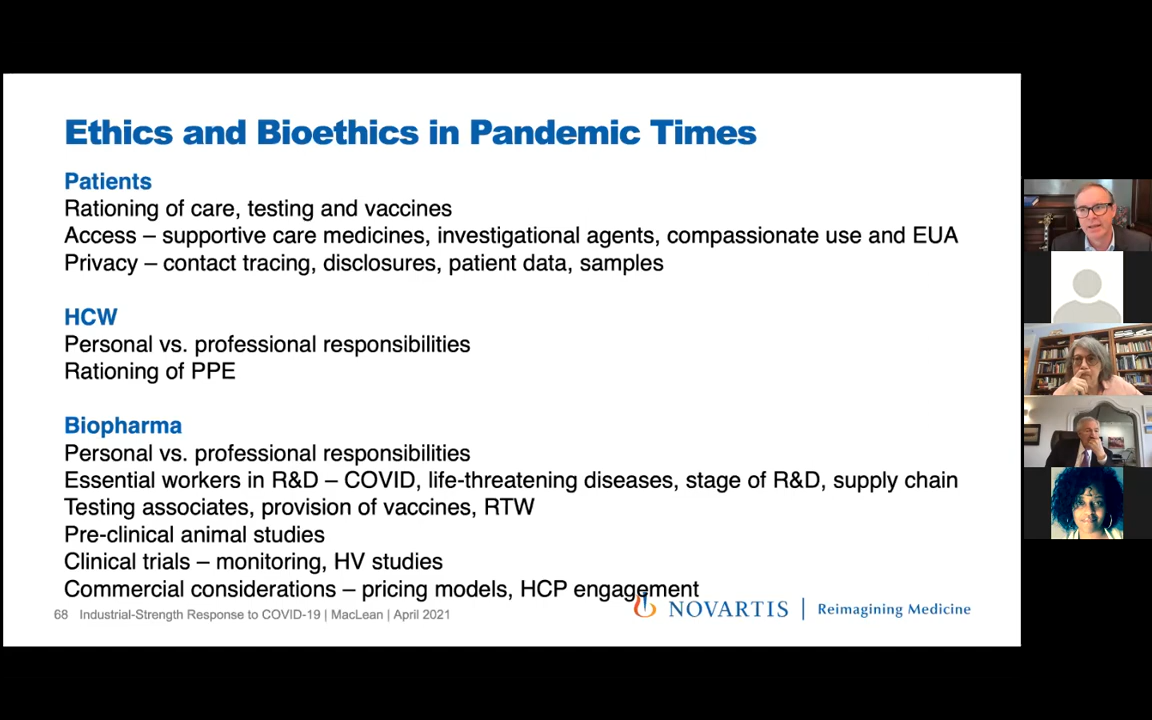 Ethics and Bioethics in Pandemic Times
Patients
Rationing of care, testing and vaccines
Access – supportive care medicines, investigational agents, compassionate use and EUA
Privacy – contact tracing, disclosures, patient data, samples
HCW
Personal vs. professional responsibilities
Rationing of PPE
Biopharma
Personal vs. professional responsibilities
Essential workers in R&D – COVID, life-threatening diseases, stage of R&D, supply chain
Testing associates, provision of vaccines, RTW
Pre-clinical animal studies
Clinical trials – monitoring, HV studies
Commercial considerations – pricing models, HCP engagement
68 Industrial-Strength Response to COVID-19 | MacLean | April 2021
NOVARTIS | Reimagining Medicine